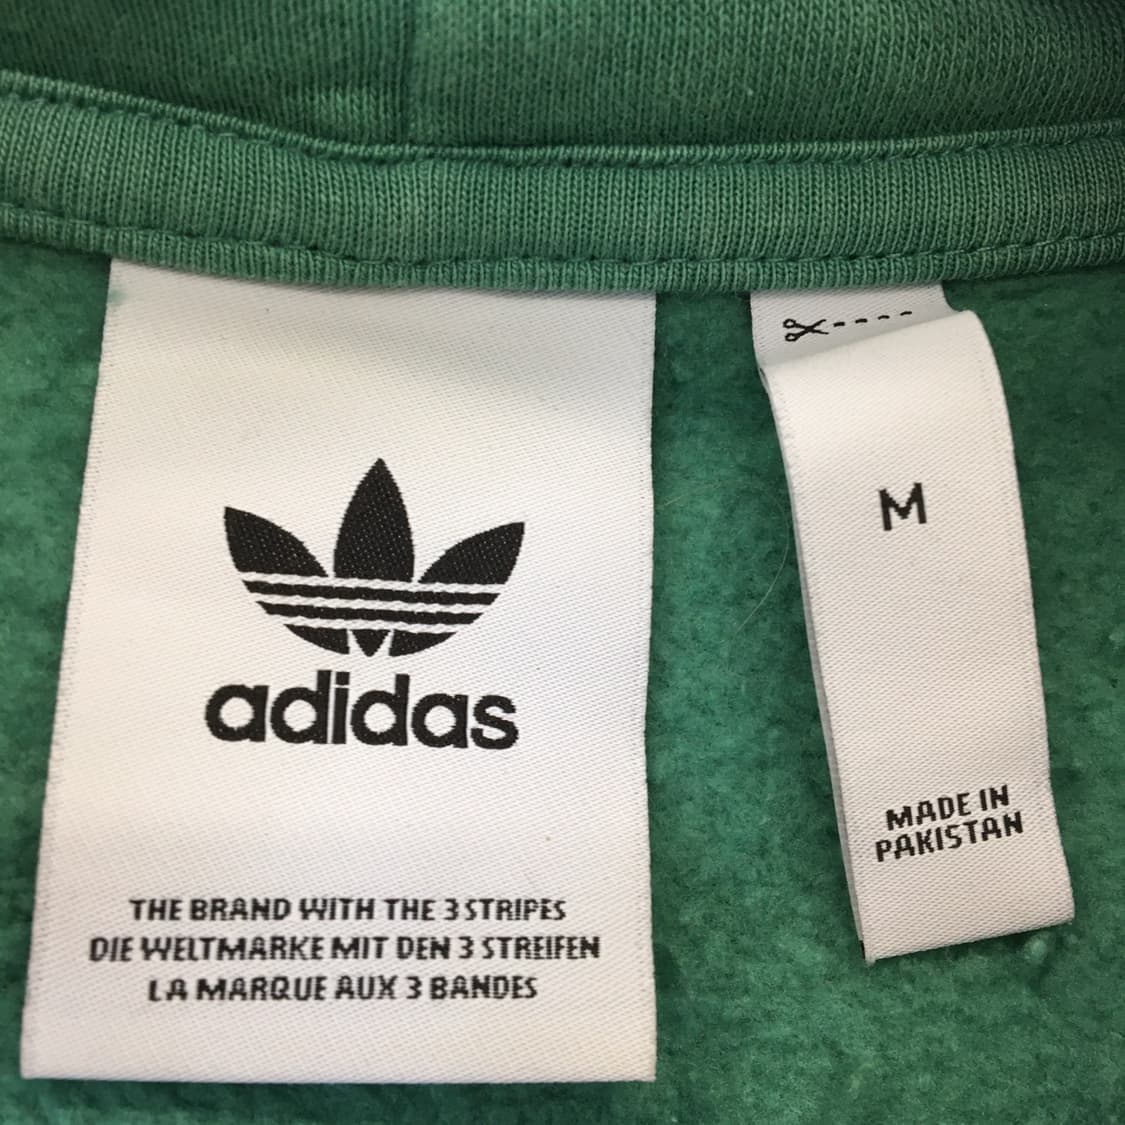 adidas
THE BRAND WITH THE 3 STRIPES
DIE WELTMARKE MIT DEN 3 STREIFEN
LA MARQUE AUX 3 BANDES
M
MADE IN
PAKISTAN